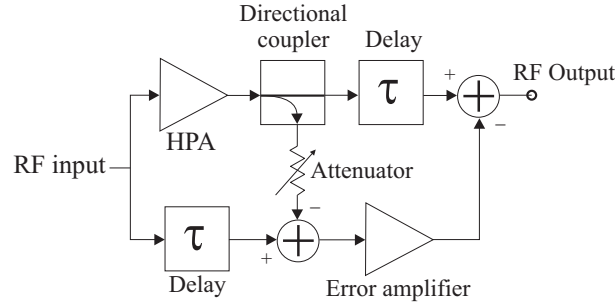 Directional
coupler
Delay
τ
+
RF Output
−
HPA
RF input
Attenuator
−
τ
+
Delay
Error amplifier